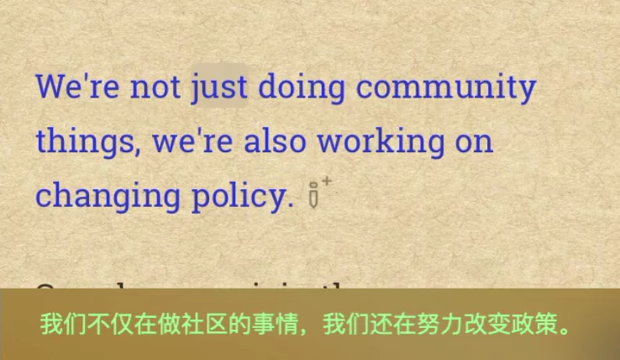 We're not just doing community
things, we're also working on
changing policy.
我们不仅在做社区的事情，我们还在努力改变政策。